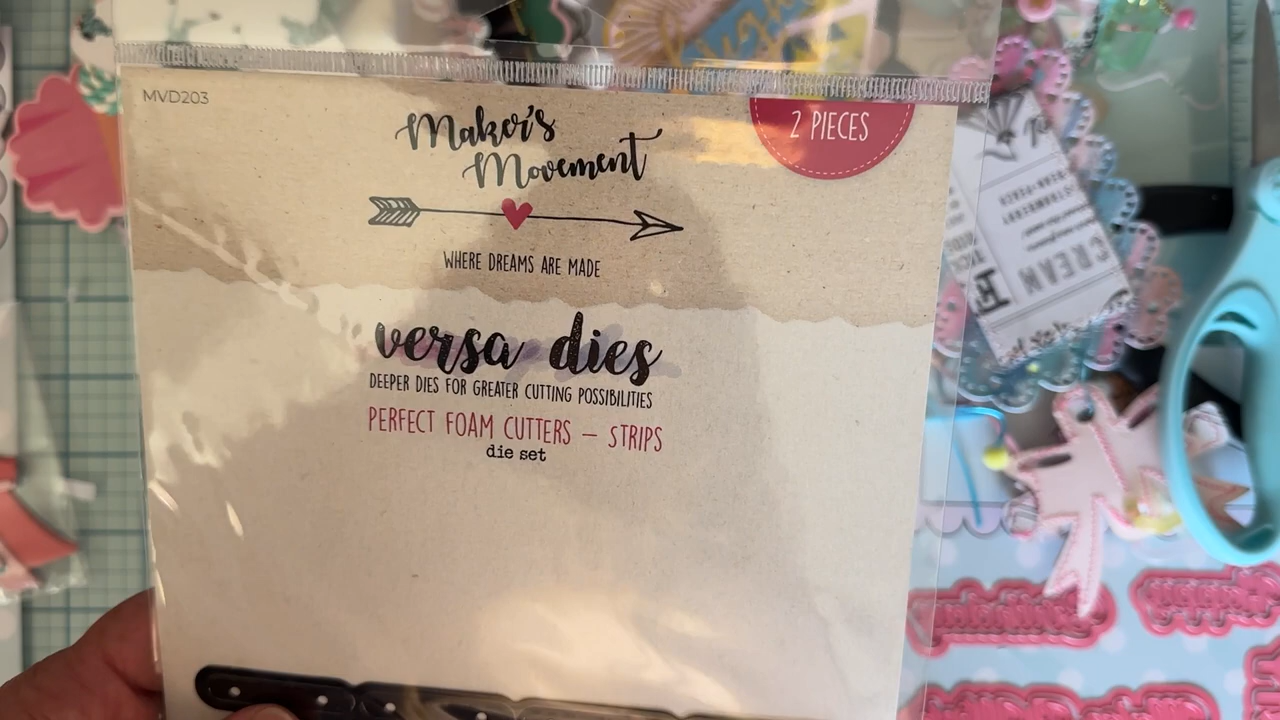 MVD203
Maker's
Movement
2 PIECES
WHERE DREAMS ARE MADE
versa dies
DEEPER DIES FOR GREATER CUTTING POSSIBILITIES
PERFECT FOAM CUTTERS – STRIPS
die set
CREAM